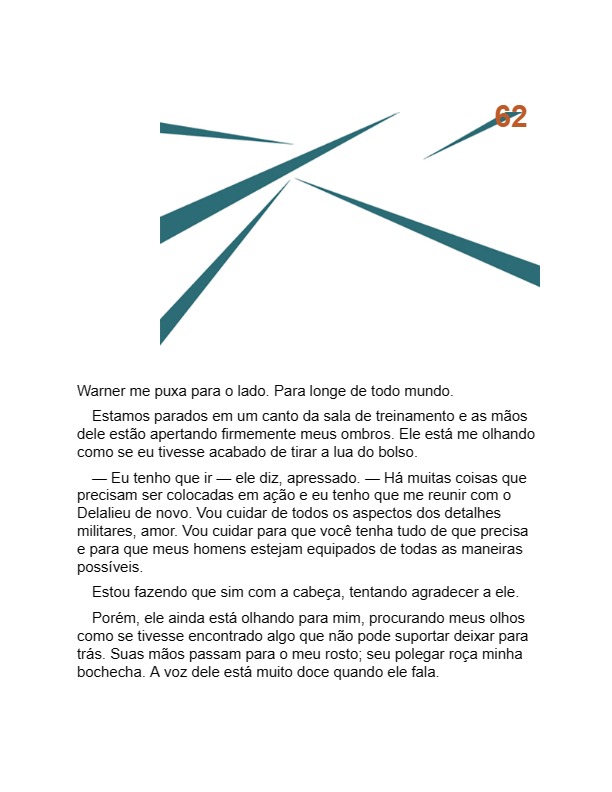 62
Warner me puxa para o lado. Para longe de todo mundo.
Estamos parados em um canto da sala de treinamento e as mãos
dele estão apertando firmemente meus ombros. Ele está me olhando
como se eu tivesse acabado de tirar a lua do bolso.
— Eu tenho que ir — ele diz, apressado. — Há muitas coisas que
precisam ser colocadas em ação e eu tenho que me reunir com o
Delalieu de novo. Vou cuidar de todos os aspectos dos detalhes
militares, amor. Vou cuidar para que você tenha tudo de que precisa
e para que meus homens estejam equipados de todas as maneiras
possíveis.
Estou fazendo que sim com a cabeça, tentando agradecer a ele.
Porém, ele ainda está olhando para mim, procurando meus olhos
como se tivesse encontrado algo que não pode suportar deixar para
trás. Suas mãos passam para o meu rosto; seu polegar roça minha
bochecha. A voz dele está muito doce quando ele fala.